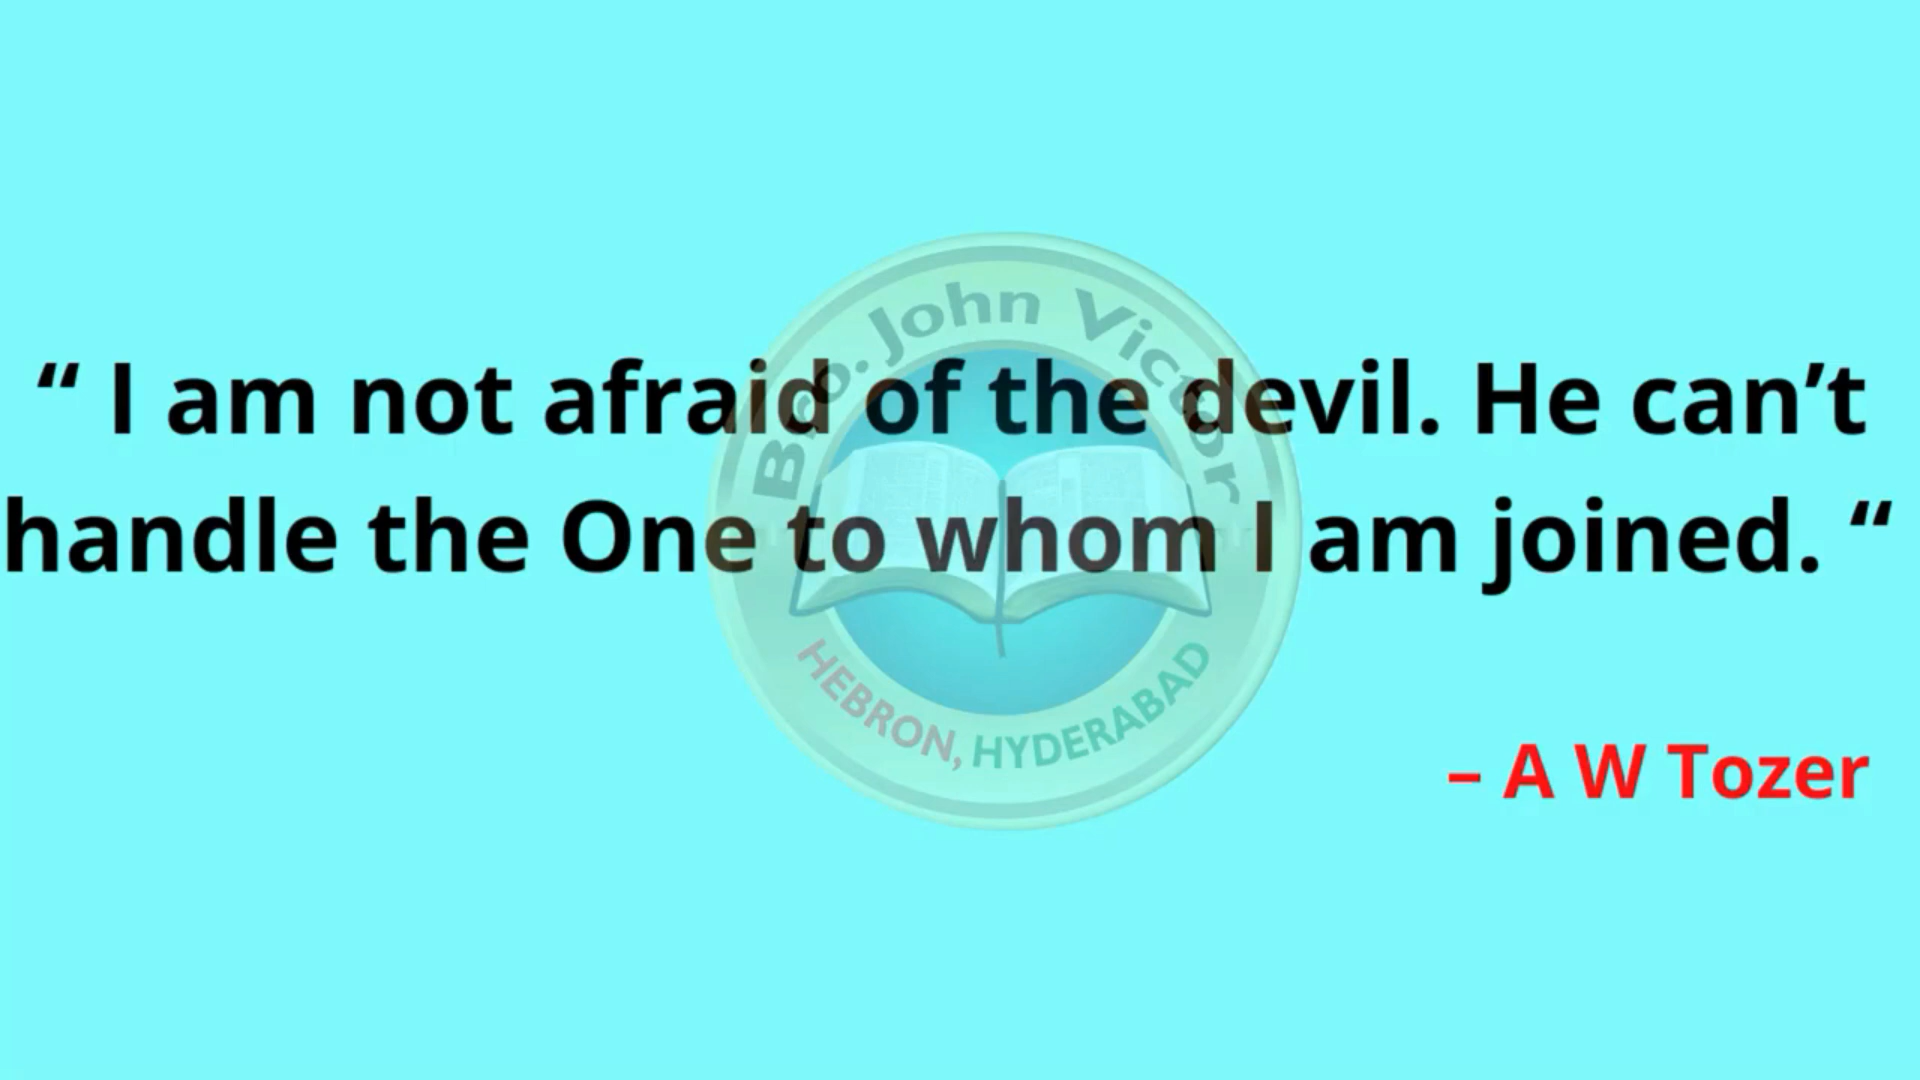 Bro. John Victor
“ I am not afraid of the devil. He can’t
handle the One to whom I am joined. “
HEBRON, HYDERABAD
– A W Tozer